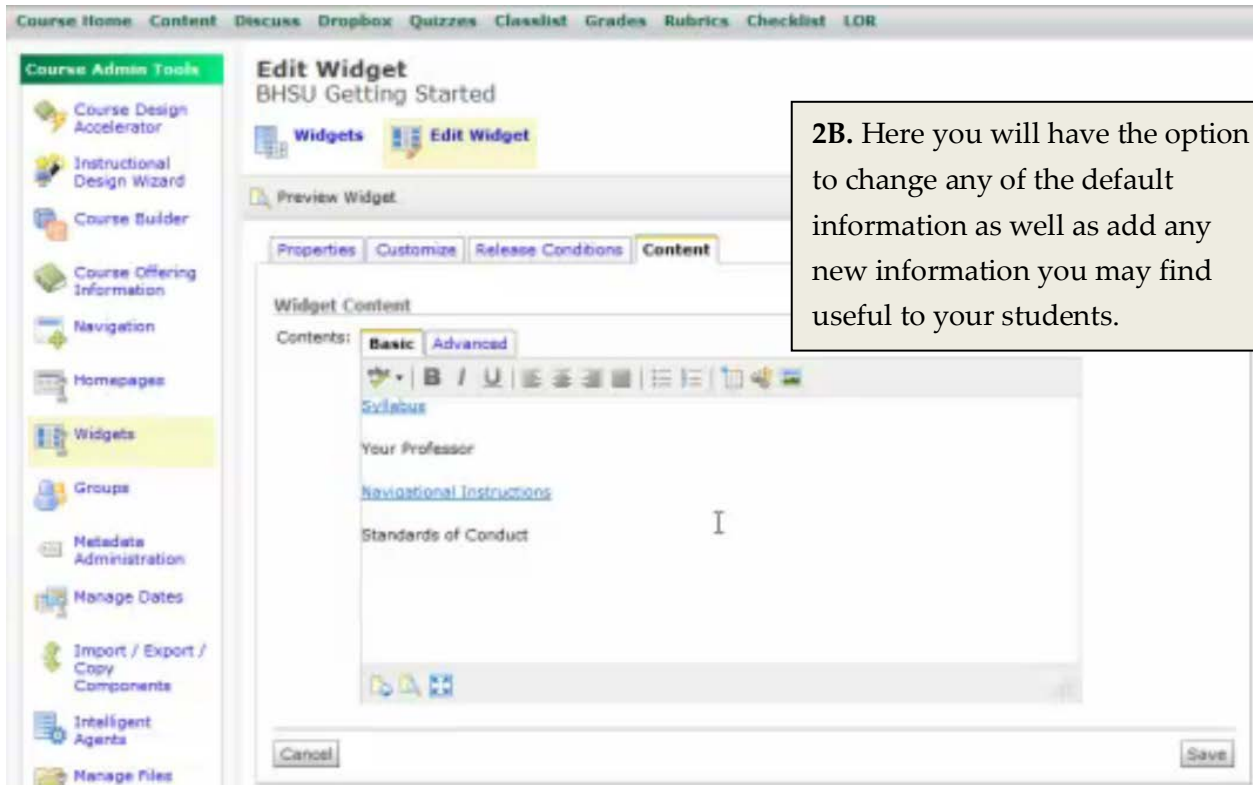 Course Home Content Discuss Dropbox Quizzes Classlist Grades Rubrics Checklist LOR
Course Admin Tools
Course Design
Accelerator
Instructional
Design Wizard
Course Builder
Course Offering
Information
Navigation
Homepages
Widgets
Groups
Metadata
Administration
Manage Dates
Import / Export /
Copy
Components
Intelligent
Agents
Manage Files
Edit Widget
BHSU Getting Started
Widgets Edit Widget
Preview Widget
Properties Customize Release Conditions Content
Widget Content
Contents: Basic Advanced
B I U
Syllabus
Your Professor
Navigational Instructions
Standards of Conduct
Cancel Save
2B. Here you will have the option
to change any of the default
information as well as add any
new information you may find
useful to your students.